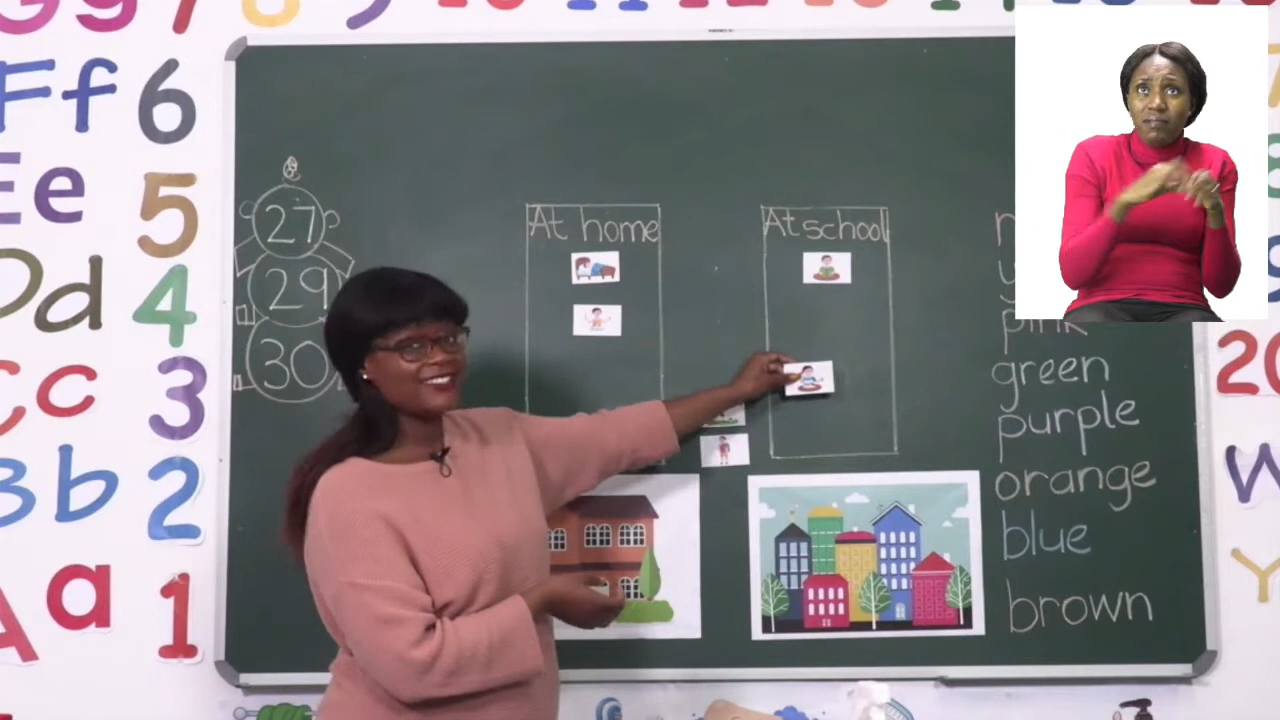 Ff
6
Ee
5
Dd
4
Cc
3
Bb
2
Aa
1
27
29
30
At home
At school
pink
green
purple
orange
blue
brown
20